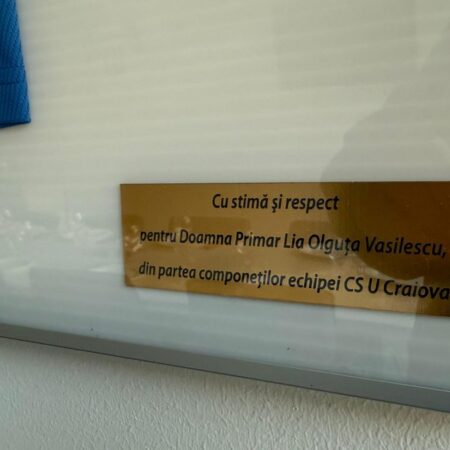 Cu stimă și respect
pentru Doamna Primar Lia Olguța Vasilescu,
din partea componeților echipei CS U Craiova